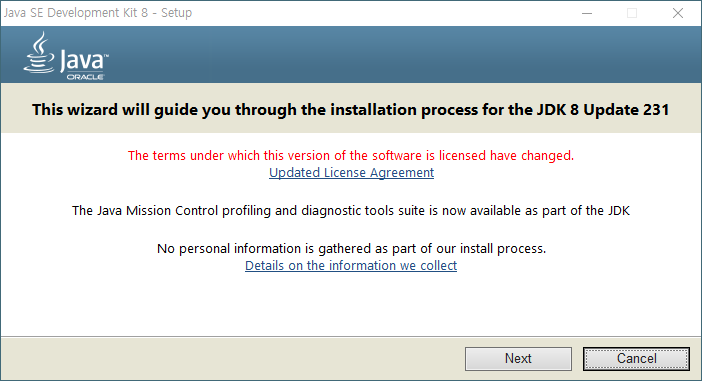 Java SE Development Kit 8 - Setup
Java™
ORACLE
This wizard will guide you through the installation process for the JDK 8 Update 231
The terms under which this version of the software is licensed have changed.
Updated License Agreement
The Java Mission Control profiling and diagnostic tools suite is now available as part of the JDK
No personal information is gathered as part of our install process.
Details on the information we collect
Next
Cancel